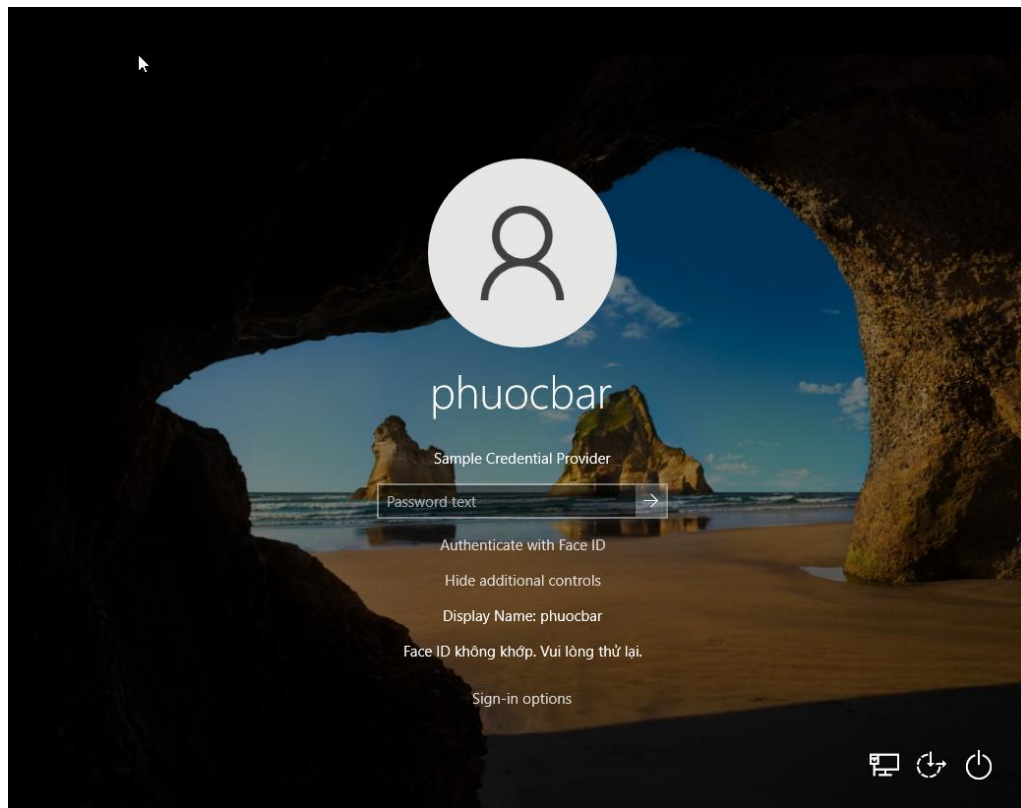 phuocbar
Sample Credential Provider
Password text
Authenticate with Face ID
Hide additional controls
Display Name: phuocbar
Face ID không khớp. Vui lòng thử lại.
Sign-in options